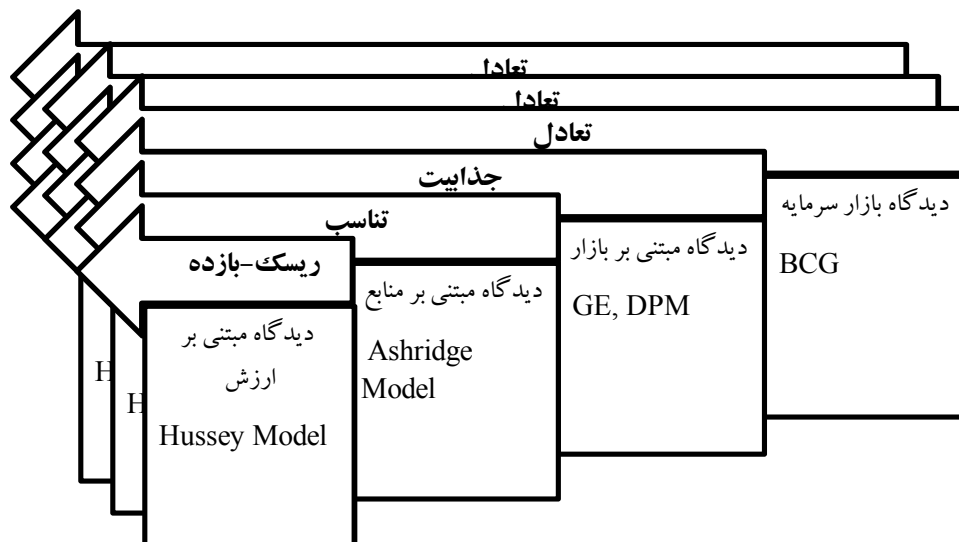 تعادل
تعادل
تعادل
جذابیت
تناسب
ریسک-بازده
دیدگاه بازار سرمایه
BCG
دیدگاه مبتنی بر بازار
GE, DPM
دیدگاه مبتنی بر منابع
Ashridge
Model
دیدگاه مبتنی بر
ارزش
Hussey Model
H
H